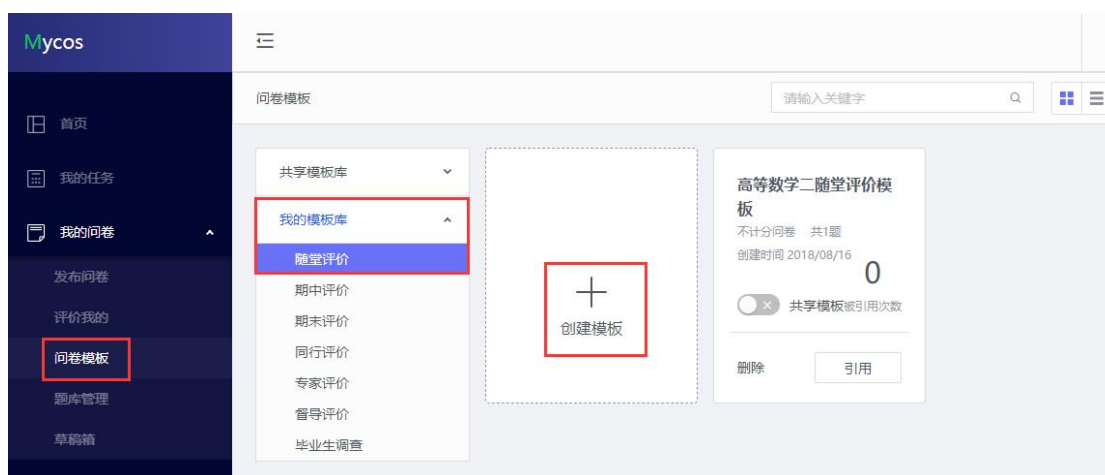 Mycos
首页
我的任务
我的问卷
发布问卷
评价我的
问卷模板
题库管理
草稿箱
问卷模板
请输入关键字
共享模板库
我的模板库
随堂评价
期中评价
期末评价
同行评价
专家评价
督导评价
毕业生调查
创建模板
高等数学二随堂评价模
板
不计分问卷 共1题
创建时间 2018/08/16
0
共享模板被引用次数
删除
引用